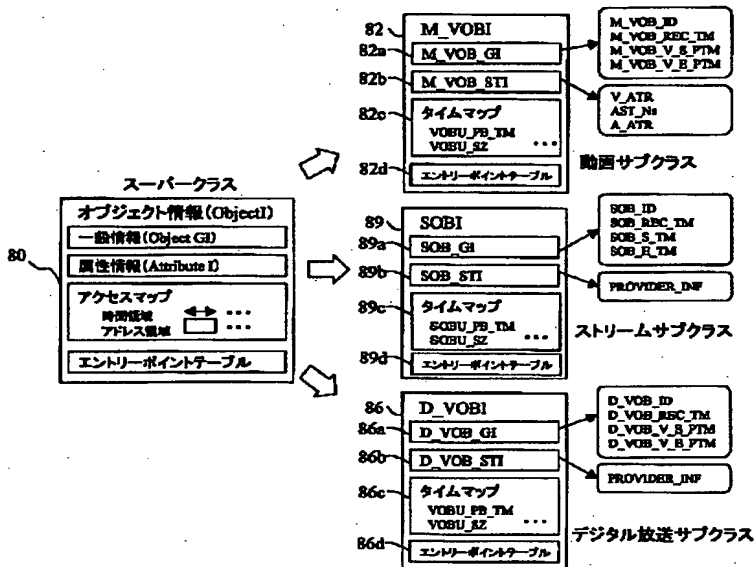 スーパークラス
80
オブジェクト情報(ObjectI)
一般情報(Object GI)
属性情報(Attribute I)
アクセスマップ
時間領域 ...
アドレス領域 ...
エントリーポイントテーブル
82
M_VOBI
82a
M_VOB_GI
82b
M_VOB_STI
82c
タイムマップ
VOBU_PB_TM
VOBU_SZ ...
82d
エントリーポイントテーブル
M_VOB_ID
M_VOB_REC_TM
M_VOB_V_S_PTM
M_VOB_V_E_PTM
V_ATR
AST_Ns
A_ATR
動画サブクラス
89
SOBI
89a
SOB_GI
89b
SOB_STI
89c
タイムマップ
SOBU_PB_TM
SOBU_SZ ...
89d
エントリーポイントテーブル
SOB_ID
SOB_REC_TM
SOB_S_TM
SOB_E_TM
PROVIDER_INF
ストリームサブクラス
86
D_VOBI
86a
D_VOB_GI
86b
D_VOB_STI
86c
タイムマップ
VOBU_PB_TM
VOBU_SZ ...
86d
エントリーポイントテーブル
D_VOB_ID
D_VOB_REC_TM
D_VOB_V_S_PTM
D_VOB_V_E_PTM
PROVIDER_INF
デジタル放送サブクラス